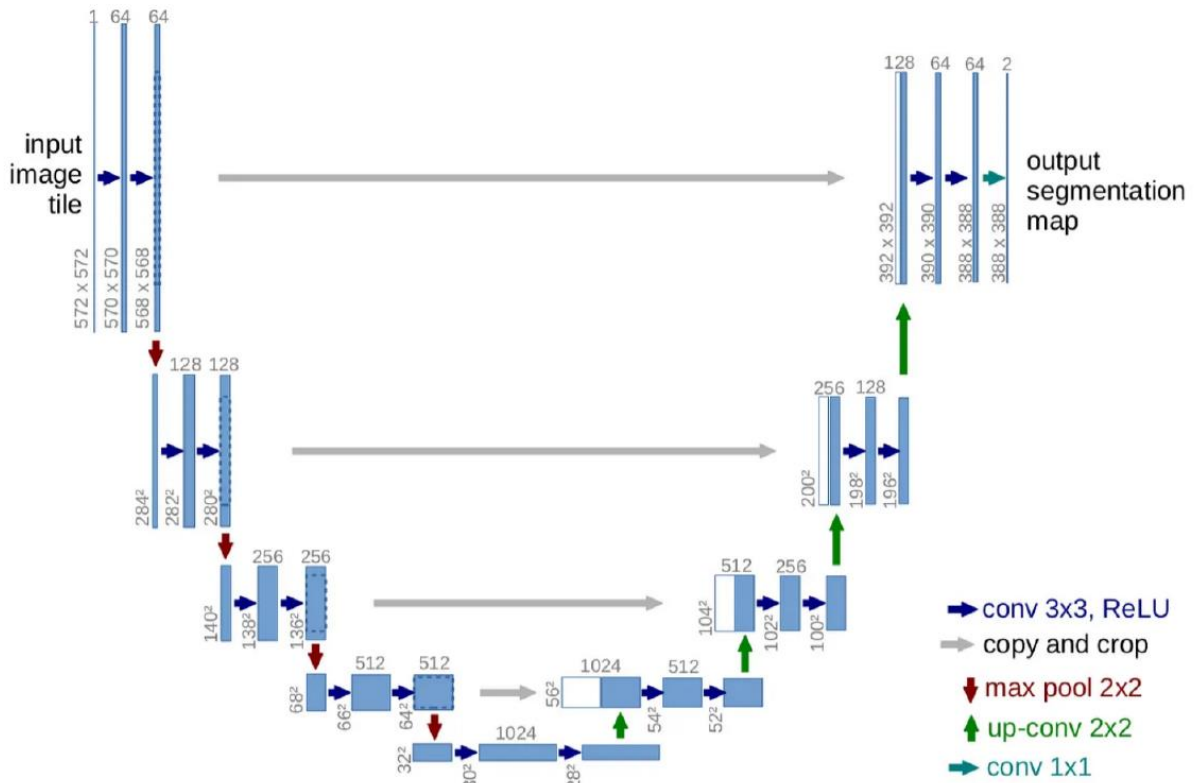 1 64 64
128 64 64 2
input
image
tile
output
segmentation
map
572 x 572
570 x 570
568 x 568
392 x 392
390 x 390
388 x 388
388 x 388
128 128
256 128
284²
282²
280²
200²
198²
196²
256 256
512 256
140²
138²
136²
104²
102²
100²
512 512
1024 512
68²
66²
64²
56²
54²
52²
1024
32²
conv 3x3, ReLU
copy and crop
max pool 2x2
up-conv 2x2
conv 1x1